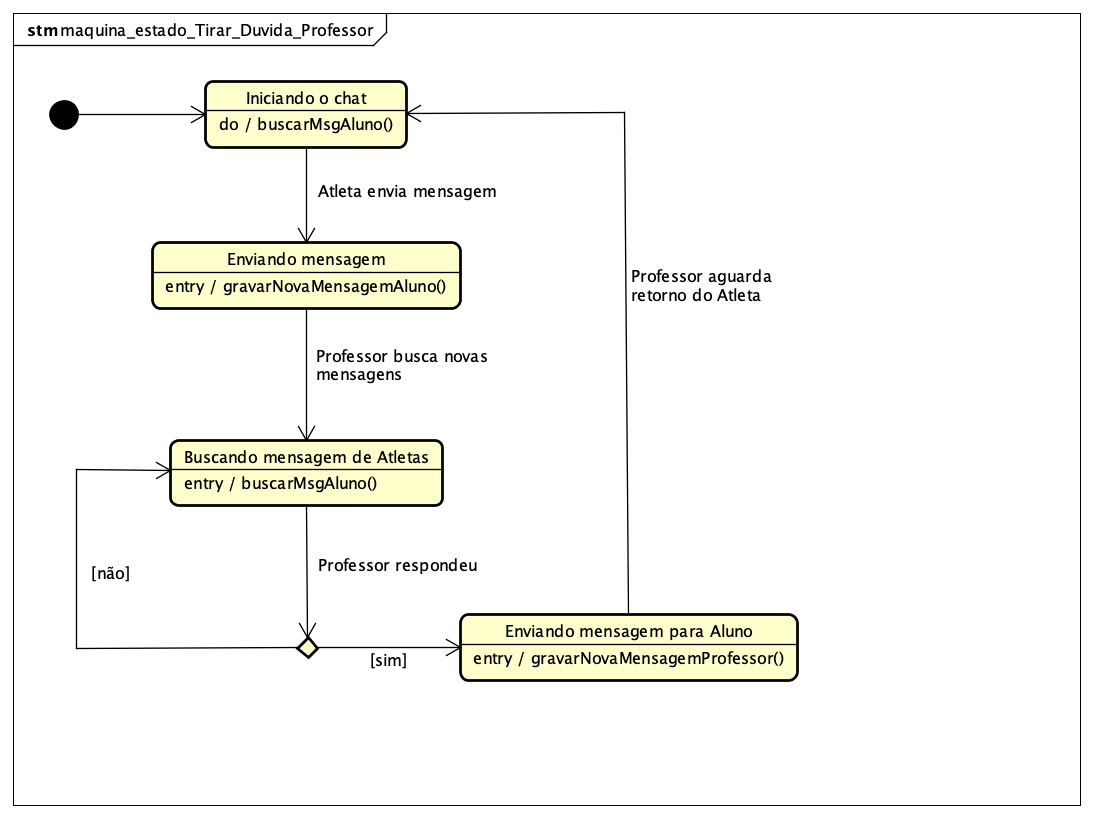 stm maquina_estado_Tirar_Duvida_Professor
Iniciando o chat
do / buscarMsgAluno()
Atleta envia mensagem
Enviando mensagem
entry / gravarNovaMensagemAluno()
Professor aguarda
retorno do Atleta
Professor busca novas
mensagens
Buscando mensagem de Atletas
entry / buscarMsgAluno()
Professor respondeu
[não]
[sim]
Enviando mensagem para Aluno
entry / gravarNovaMensagemProfessor()